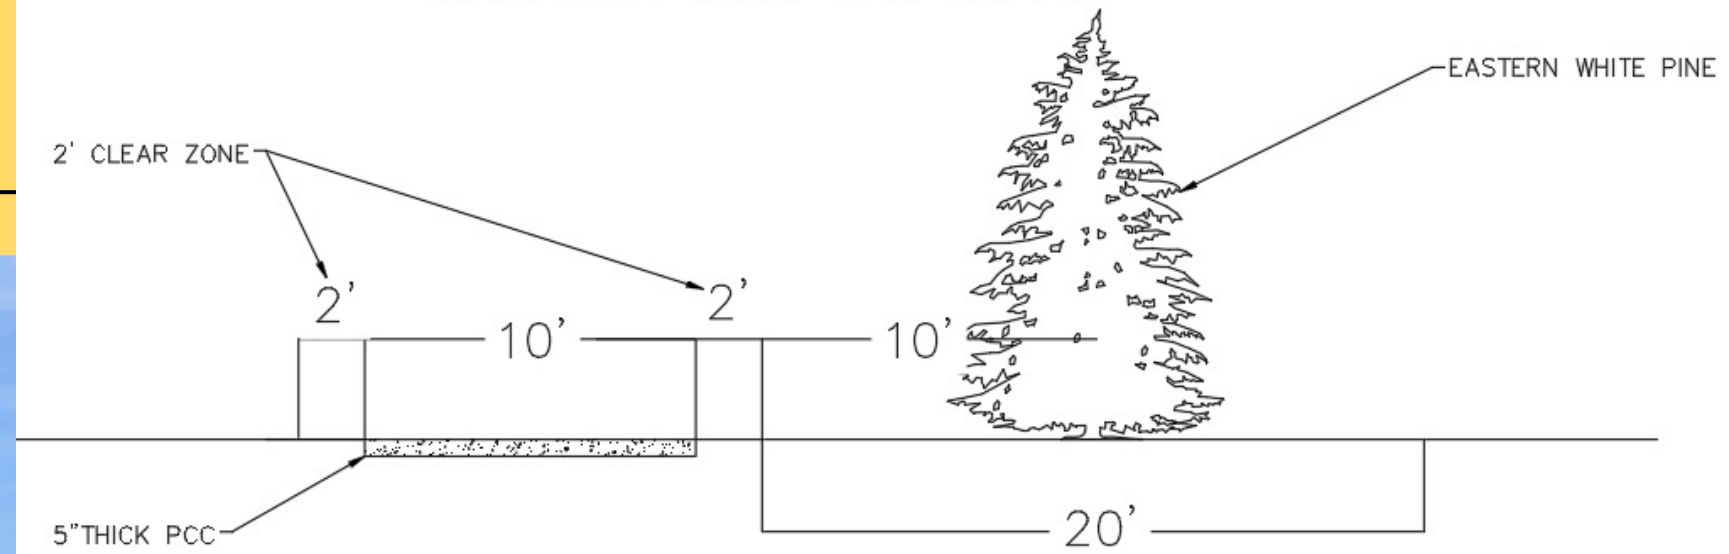 EASTERN WHITE PINE
2' CLEAR ZONE
2'
2'
10'
10'
5"THICK PCC
20'